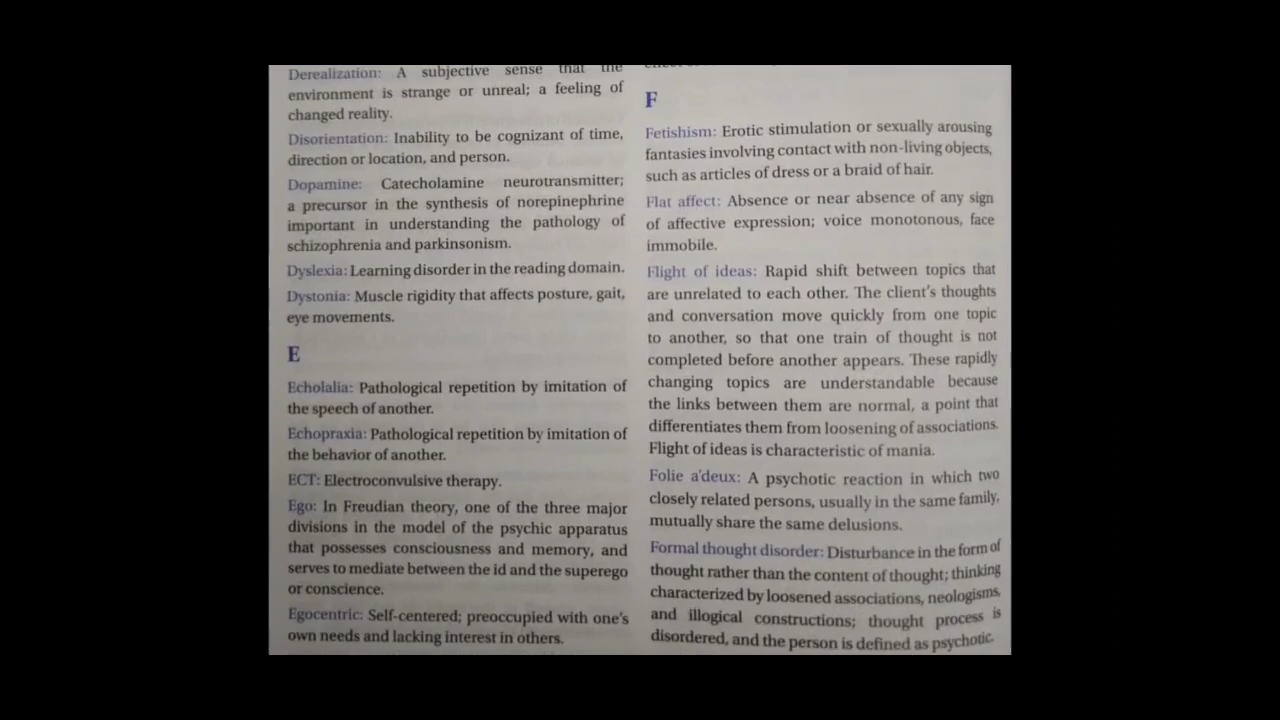 Derealization: A subjective sense that the
environment is strange or unreal; a feeling of
changed reality.
Disorientation: Inability to be cognizant of time,
direction or location, and person.
Dopamine: Catecholamine neurotransmitter;
a precursor in the synthesis of norepinephrine
important in understanding the pathology of
schizophrenia and parkinsonism.
Dyslexia: Learning disorder in the reading domain.
Dystonia: Muscle rigidity that affects posture, gait,
eye movements.
E
Echolalia: Pathological repetition by imitation of
the speech of another.
Echopraxia: Pathological repetition by imitation of
the behavior of another.
ECT: Electroconvulsive therapy.
Ego: In Freudian theory, one of the three major
divisions in the model of the psychic apparatus
that possesses consciousness and memory, and
serves to mediate between the id and the superego
or conscience.
Egocentric: Self-centered; preoccupied with one's
own needs and lacking interest in others.
F
Fetishism: Erotic stimulation or sexually arousing
fantasies involving contact with non-living objects,
such as articles of dress or a braid of hair.
Flat affect: Absence or near absence of any sign
of affective expression; voice monotonous, face
immobile.
Flight of ideas: Rapid shift between topics that
are unrelated to each other. The client's thoughts
and conversation move quickly from one topic
to another, so that one train of thought is not
completed before another appears. These rapidly
changing topics are understandable because
the links between them are normal, a point that
differentiates them from loosening of associations.
Flight of ideas is characteristic of mania.
Folie a'deux: A psychotic reaction in which two
closely related persons, usually in the same family,
mutually share the same delusions.
Formal thought disorder: Disturbance in the form of
thought rather than the content of thought; thinking
characterized by loosened associations, neologisms,
and illogical constructions; thought process is
disordered, and the person is defined as psychotic.